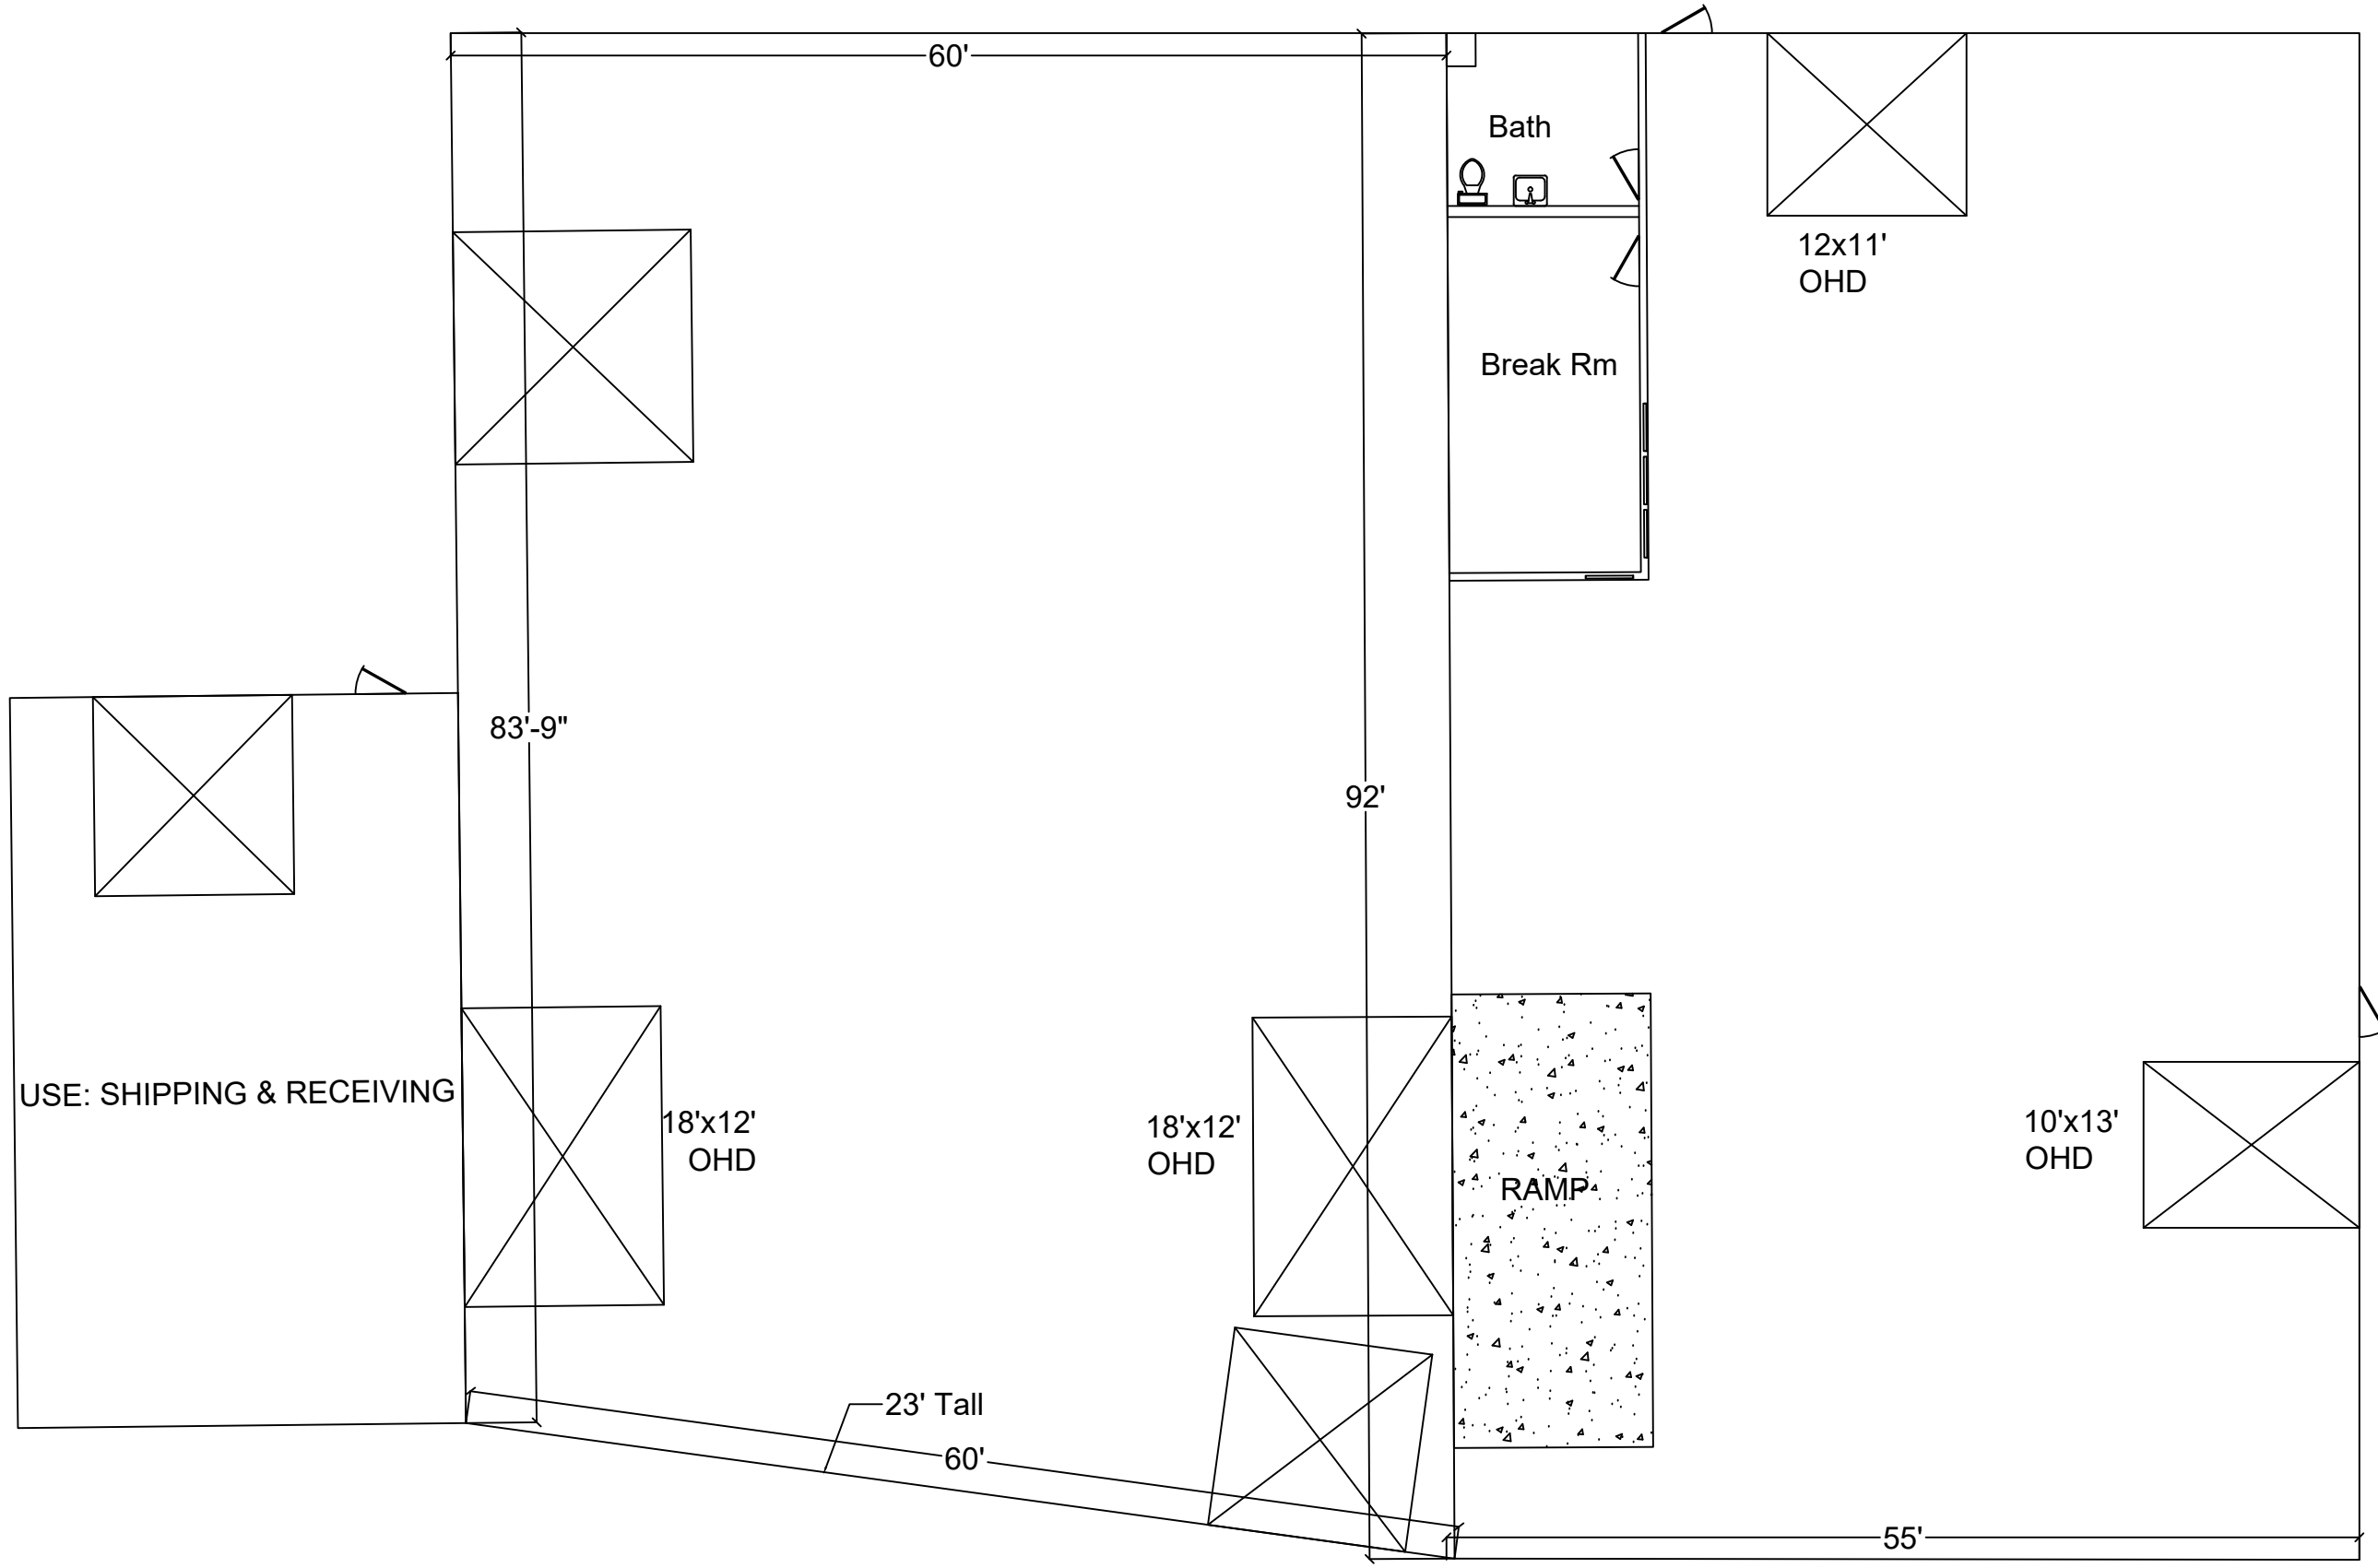 60'
Bath
12x11'
OHD
Break Rm
83'-9"
92'
USE: SHIPPING & RECEIVING
18'x12'
OHD
18'x12'
OHD
RAMP
10'x13'
OHD
23' Tall
60'
55'